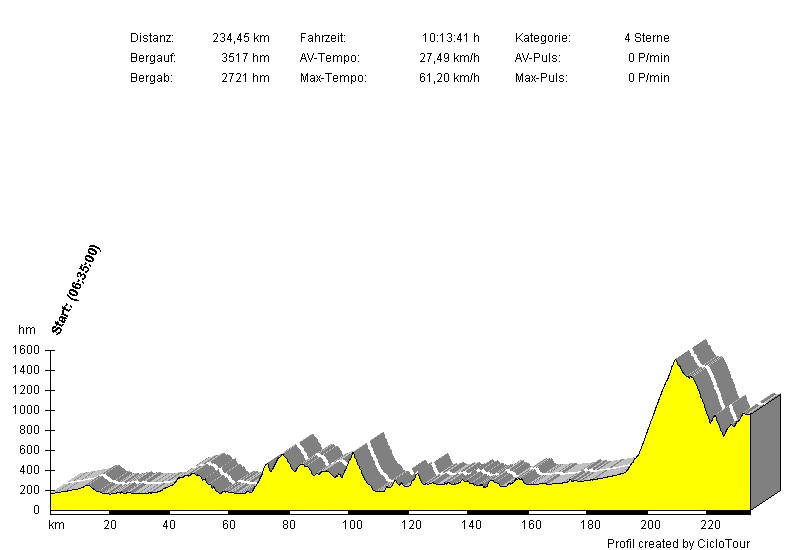 Distanz: 234,45 km Fahrzeit: 10:13:41 h Kategorie: 4 Sterne
Bergauf: 3517 hm AV-Tempo: 27,49 km/h AV-Puls: 0 P/min
Bergab: 2721 hm Max-Tempo: 61,20 km/h Max-Puls: 0 P/min
Start: (06:35:00)
hm
1600
1400
1200
1000
800
600
400
200
0
km 20 40 60 80 100 120 140 160 180 200 220
Profil created by CicloTour